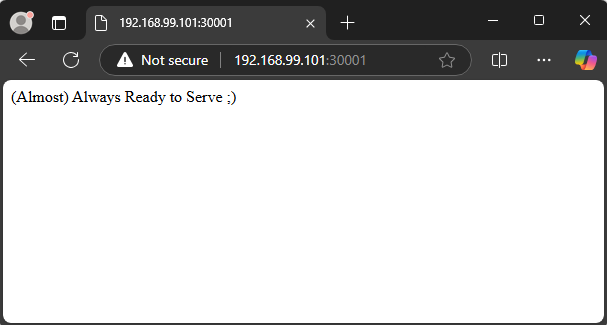 192.168.99.101:30001
Not secure 192.168.99.101:30001
(Almost) Always Ready to Serve ;)